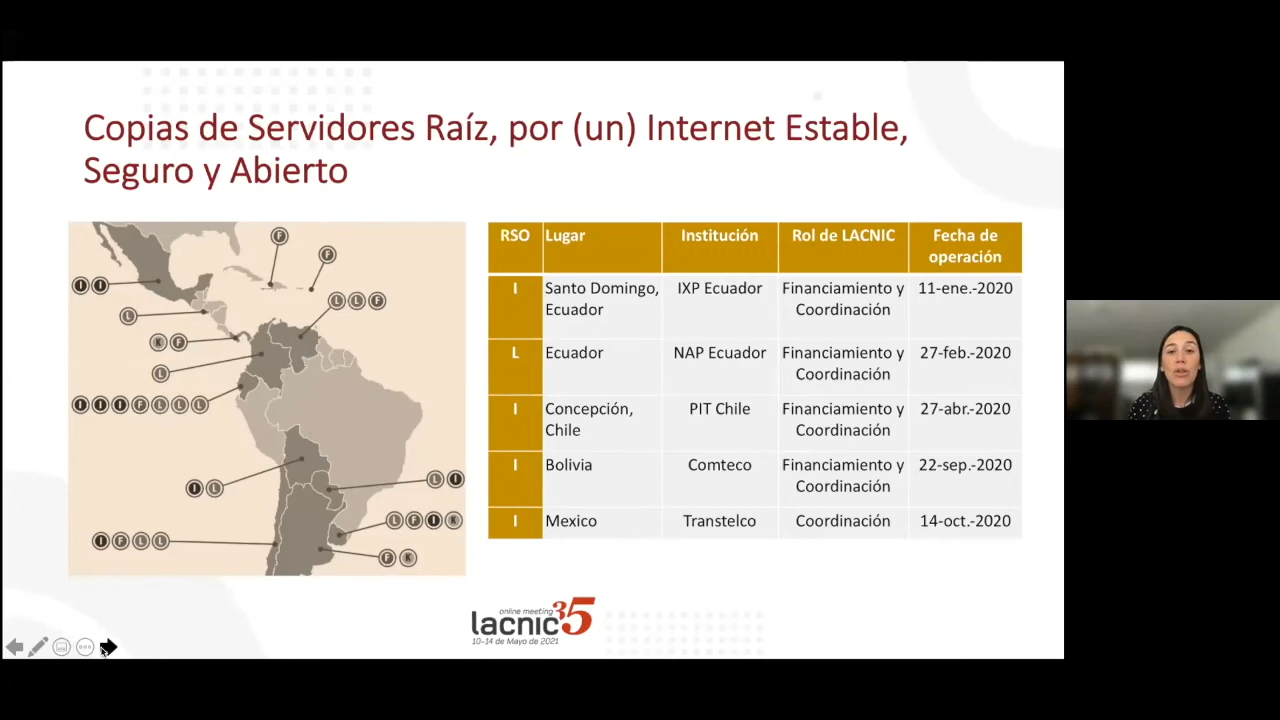 Copias de Servidores Raíz, por (un) Internet Estable,
Seguro y Abierto
F
F
I I
L L F
L
K F
L
I I I F L L L
I L
L I
L F I K
I F L L
F K
RSO Lugar Institución Rol de LACNIC Fecha de
operación
I Santo Domingo, IXP Ecuador Financiamiento y 11-ene.-2020
Ecuador Coordinación
L Ecuador NAP Ecuador Financiamiento y 27-feb.-2020
Coordinación
I Concepción, PIT Chile Financiamiento y 27-abr.-2020
Chile Coordinación
I Bolivia Comteco Financiamiento y 22-sep.-2020
Coordinación
I Mexico Transtelco Coordinación 14-oct.-2020
online meeting
lacnic35
10-14 de Mayo de 2021